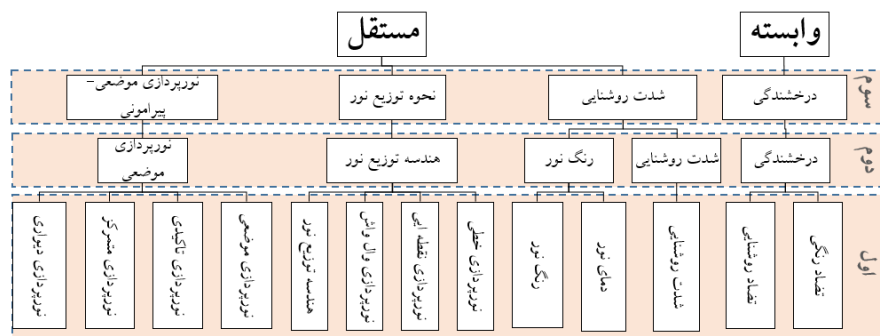 وابسته
مستقل
سوم
درخشندگی
شدت روشنایی
نحوه توزیع نور
نورپردازی موضعی-
پیرامونی
دوم
درخشندگی
شدت روشنایی
رنگ نور
هندسه توزیع نور
نورپردازی
موضعی
اول
تضاد رنگی
تضاد روشنایی
شدت روشنایی
دمای نور
رنگ نور
نورپردازی خطی
نورپردازی نقطه ایی
نورپردازی وال واش
هندسه توزیع نور
نورپردازی موضعی
نورپردازی تاکیدی
نورپردازی متمرکز
نورپردازی دیواری